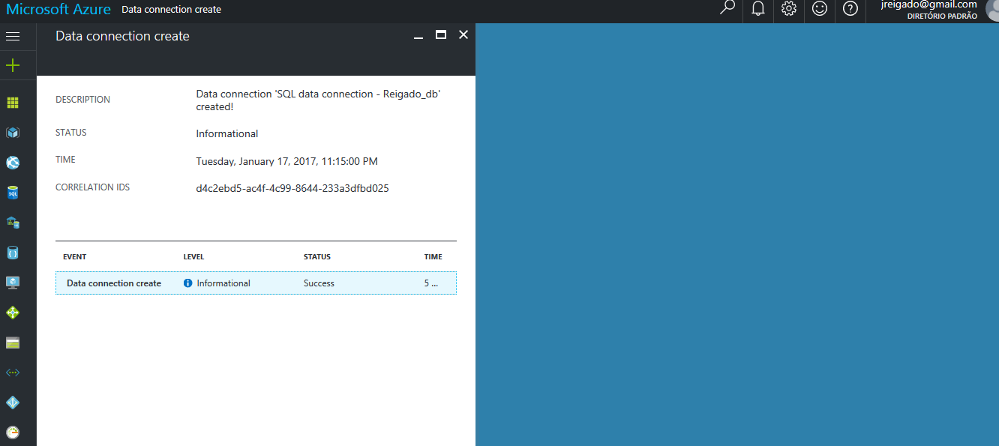 Microsoft Azure Data connection create
jreigado@gmail.com
DIRETÓRIO PADRÃO
Data connection create
DESCRIPTION Data connection 'SQL data connection - Reigado_db'
created!
STATUS Informational
TIME Tuesday, January 17, 2017, 11:15:00 PM
CORRELATION IDS d4c2ebd5-ac4f-4c99-8644-233a3dfbd025
EVENT LEVEL STATUS TIME
Data connection create Informational Success 5 ...
SQL